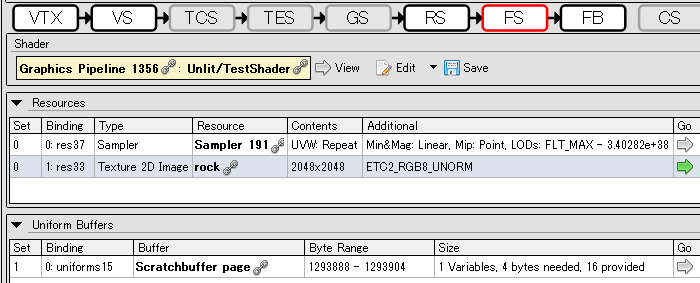 VTX VS TCS TES GS RS FS FB CS
Shader
Graphics Pipeline 1356 : Unlit/TestShader View Edit Save
Resources
Set Binding Type Resource Contents Additional Go
0 0: res37 Sampler Sampler 191 UVW: Repeat Min&Mag: Linear, Mip: Point, LODs: FLT_MAX - 3.40282e+38
0 1: res33 Texture 2D Image rock 2048x2048 ETC2_RGB8_UNORM
Uniform Buffers
Set Binding Buffer Byte Range Size Go
1 0: uniforms15 Scratchbuffer page 1293888 - 1293904 1 Variables, 4 bytes needed, 16 provided